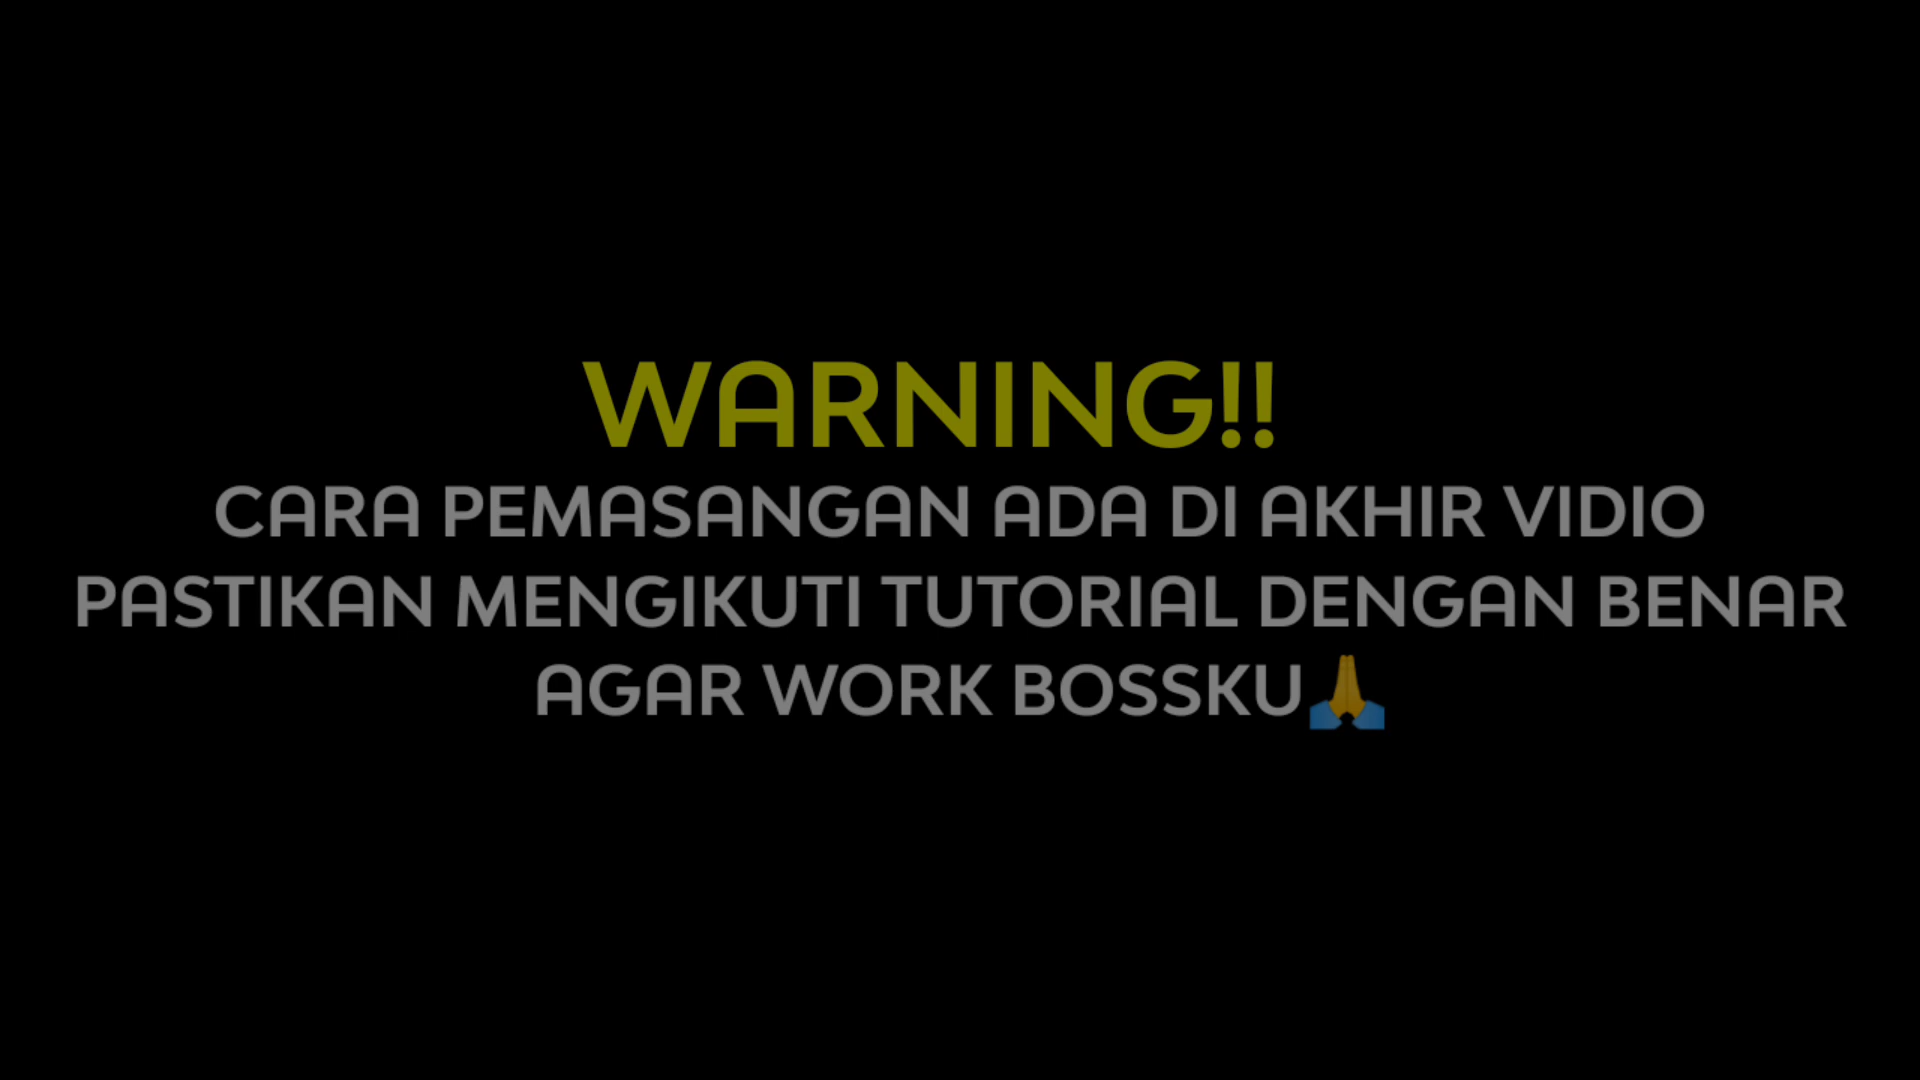 WARNING!!
CARA PEMASANGAN ADA DI AKHIR VIDIO
PASTIKAN MENGIKUTI TUTORIAL DENGAN BENAR
AGAR WORK BOSSKU🙏